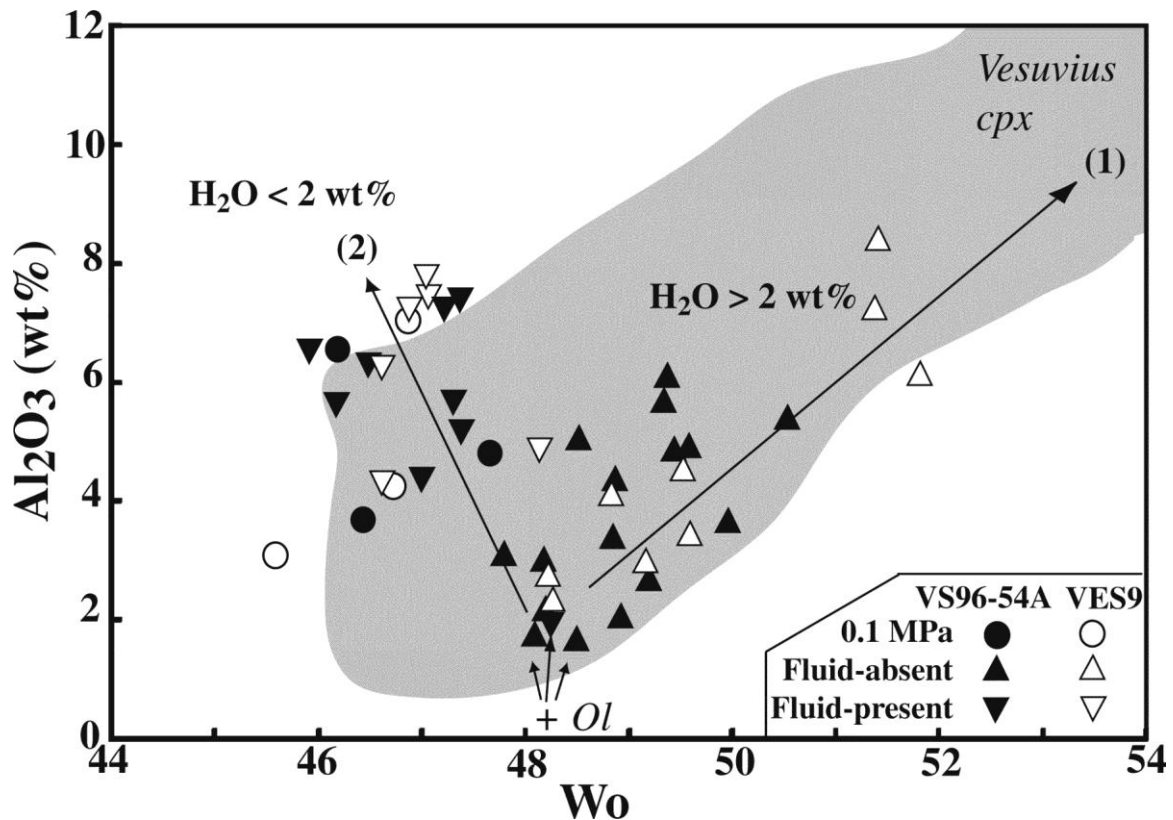 12
10
8
6
4
2
0
Al₂O₃ (wt%)
Vesuvius
cpx
(1)
H₂O < 2 wt%
(2)
H₂O > 2 wt%
+ Ol
VS96-54A VES9
0.1 MPa
Fluid-absent
Fluid-present
44 46 48 50 52 54
Wo